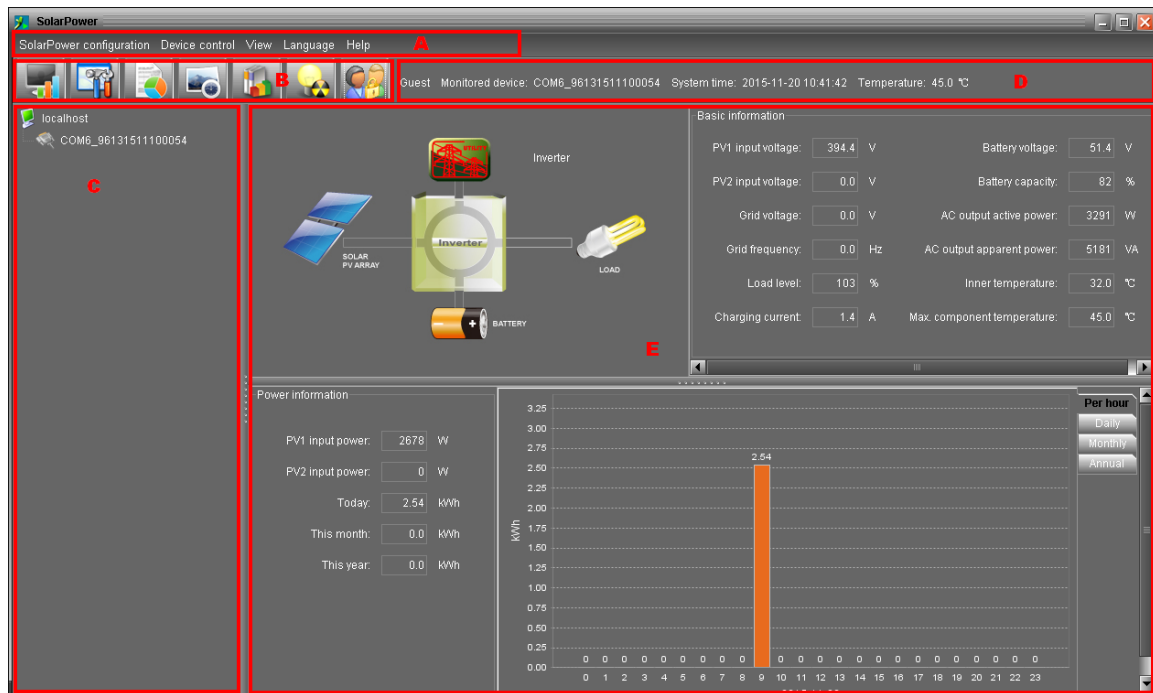 SolarPower
SolarPower configuration Device control View Language Help A
B
Guest Monitored device: COM6_96131511100054 System time: 2015-11-20 10:41:42 Temperature: 45.0 ℃ D
localhost
COM6_96131511100054
C
UTILITY
Inverter
Inverter
SOLAR
PV ARRAY
LOAD
BATTERY
E
Basic information
PV1 input voltage: 394.4 V Battery voltage: 51.4 V
PV2 input voltage: 0.0 V Battery capacity: 82 %
Grid voltage: 0.0 V AC output active power: 3291 W
Grid frequency: 0.0 Hz AC output apparent power: 5181 VA
Load level: 103 % Inner temperature: 32.0 ℃
Charging current: 1.4 A Max. component temperature: 45.0 ℃
Power information
PV1 input power: 2678 W
PV2 input power: 0 W
Today: 2.54 kWh
This month: 0.0 kWh
This year: 0.0 kWh
kWh
3.25
3.00
2.75
2.50
2.25
2.00
1.75
1.50
1.25
1.00
0.75
0.50
0.25
0.00
2.54
0 0 0 0 0 0 0 0 0 0 0 0 0 0 0 0 0 0 0 0 0 0 0
0 1 2 3 4 5 6 7 8 9 10 11 12 13 14 15 16 17 18 19 20 21 22 23
Per hour
Daily
Monthly
Annual